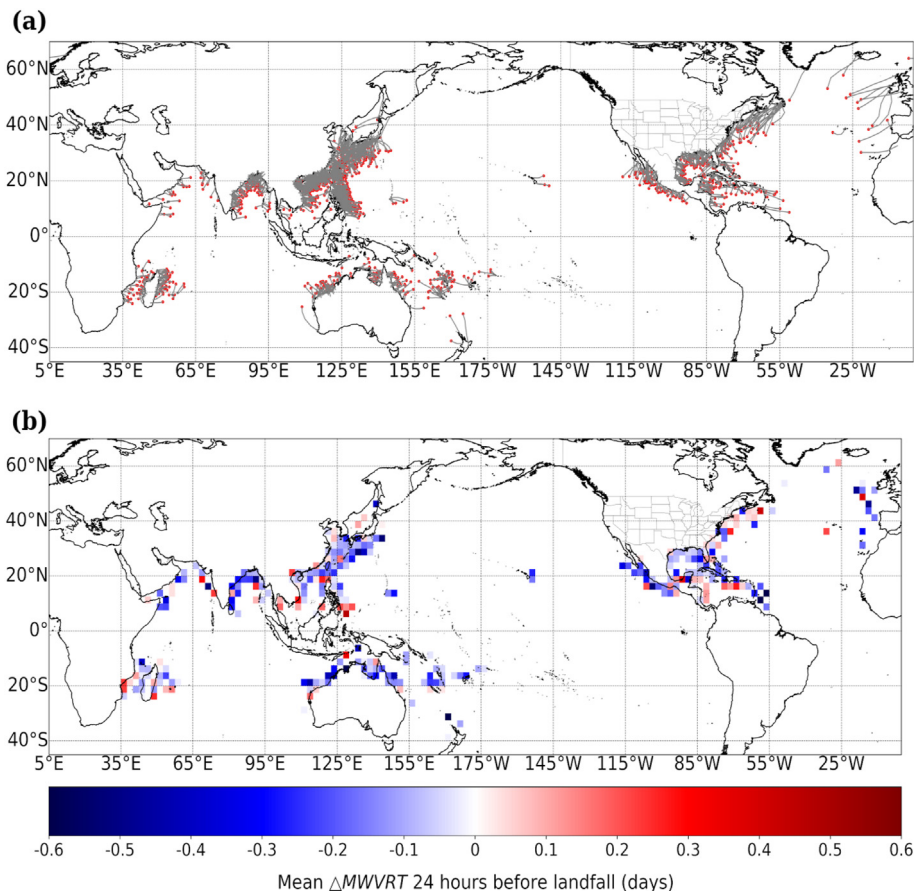 (a)
60°N
40°N
20°N
0°
20°S
40°S
5°E 35°E 65°E 95°E 125°E 155°E 175°W 145°W 115°W 85°W 55°W 25°W
(b)
60°N
40°N
20°N
0°
20°S
40°S
5°E 35°E 65°E 95°E 125°E 155°E 175°W 145°W 115°W 85°W 55°W 25°W
-0.6 -0.5 -0.4 -0.3 -0.2 -0.1 0 0.1 0.2 0.3 0.4 0.5 0.6
Mean △MWVRT 24 hours before landfall (days)